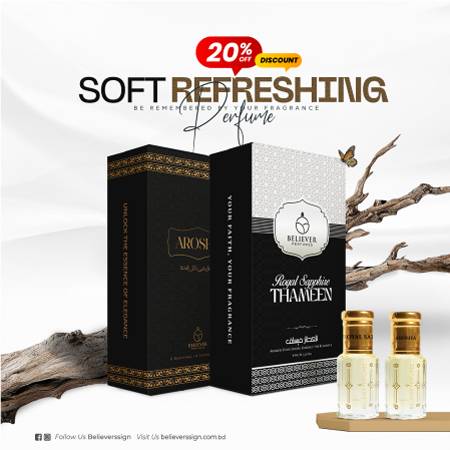 20%
OFF
DISCOUNT
SOFT REFRESHING
BE REMEMBERED BY YOUR FRAGRANCE
Perfume
UNLOCK THE ESSENCE OF ELEGANCE
YOUR FAITH, YOUR FRAGRANCE
BELIEVER
PERFUMES
Royal Sapphire
THAMEEN
BELIEVER
Follow Us Believerssign Visit Us believerssign.com.bd